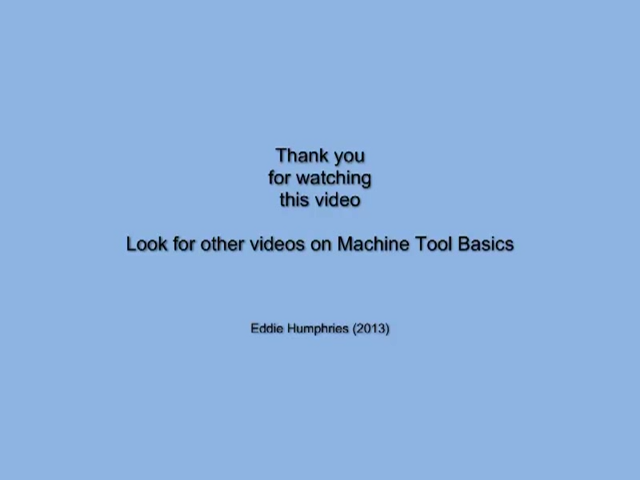 Thank you
for watching
this video
Look for other videos on Machine Tool Basics
Eddie Humphries (2013)